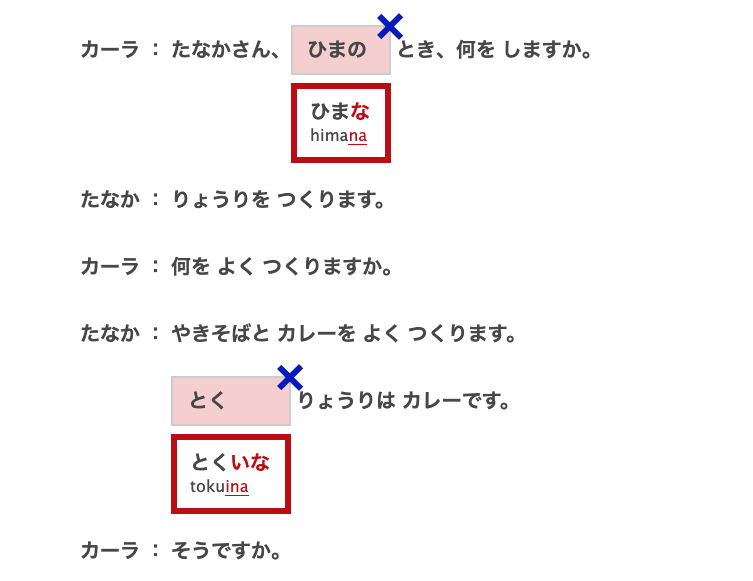 カーラ ： たなかさん、 ひまの とき、何を しますか。
ひまな
himana
たなか ： りょうりを つくります。
カーラ ： 何を よく つくりますか。
たなか ： やきそばと カレーを よく つくります。
とく りょうりは カレーです。
とくいな
tokuina
カーラ ： そうですか。